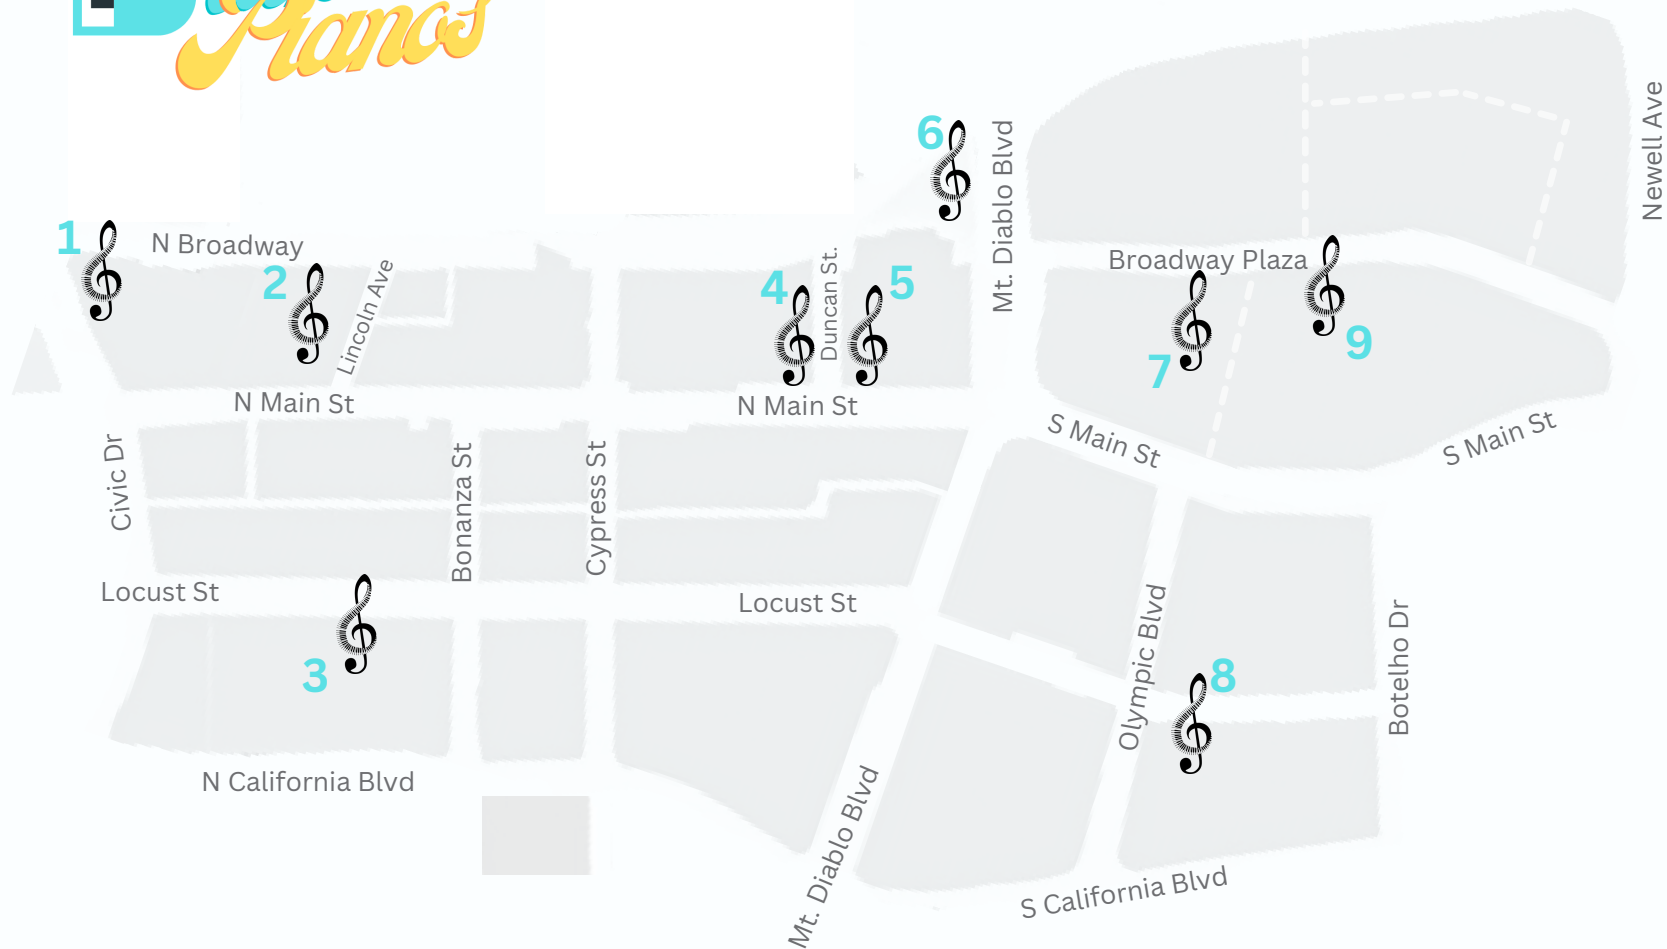 Pianos
6
Mt. Diablo Blvd
Newell Ave
1
N Broadway
2
Lincoln Ave
4
Duncan St.
5
Broadway Plaza
7
9
N Main St
N Main St
S Main St
S Main St
Civic Dr
Bonanza St
Cypress St
Locust St
Locust St
3
Olympic Blvd
8
Botelho Dr
N California Blvd
Mt. Diablo Blvd
S California Blvd